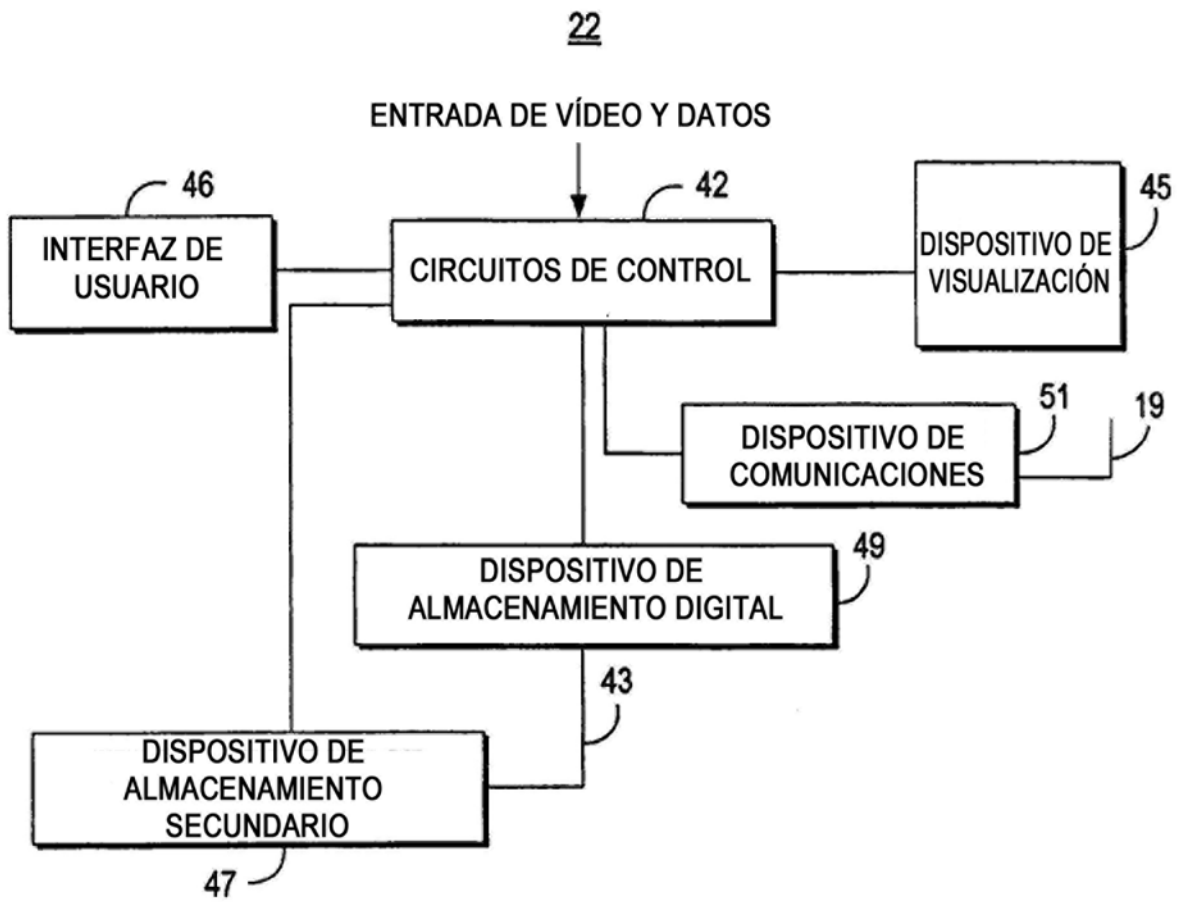 22
ENTRADA DE VÍDEO Y DATOS
46
42
45
INTERFAZ DE
USUARIO
CIRCUITOS DE CONTROL
DISPOSITIVO DE
VISUALIZACIÓN
51
19
DISPOSITIVO DE
COMUNICACIONES
49
DISPOSITIVO DE
ALMACENAMIENTO DIGITAL
43
DISPOSITIVO DE
ALMACENAMIENTO
SECUNDARIO
47